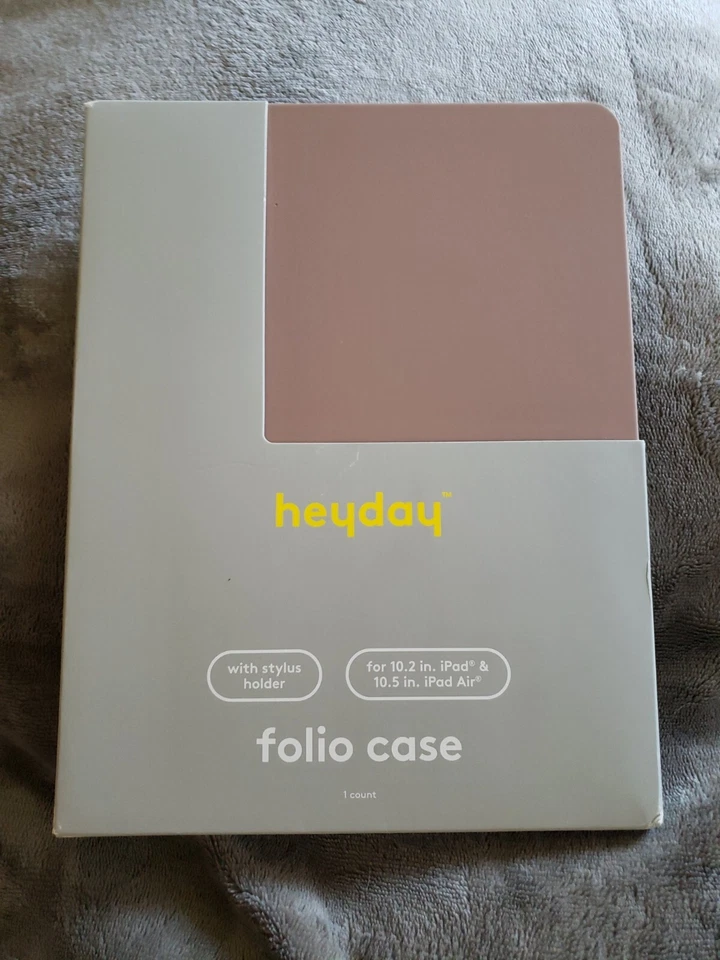 heyday™
with stylus
holder
for 10.2 in. iPad® &
10.5 in. iPad Air®
folio case
1 count